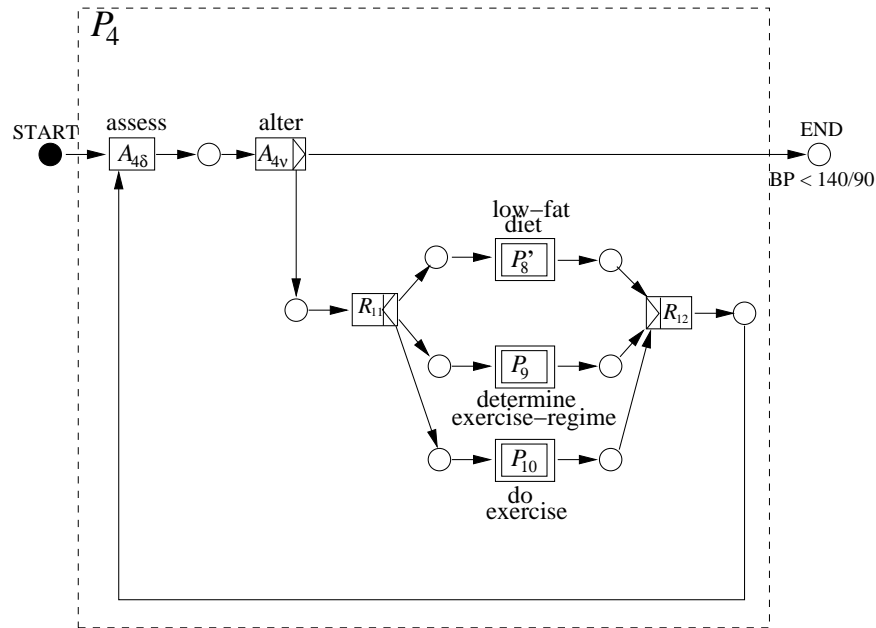 P4
assess
alter
START
END
A4δ
A4ν
BP < 140/90
low−fat
diet
P8'
R11
R12
P9
determine
exercise−regime
P10
do
exercise